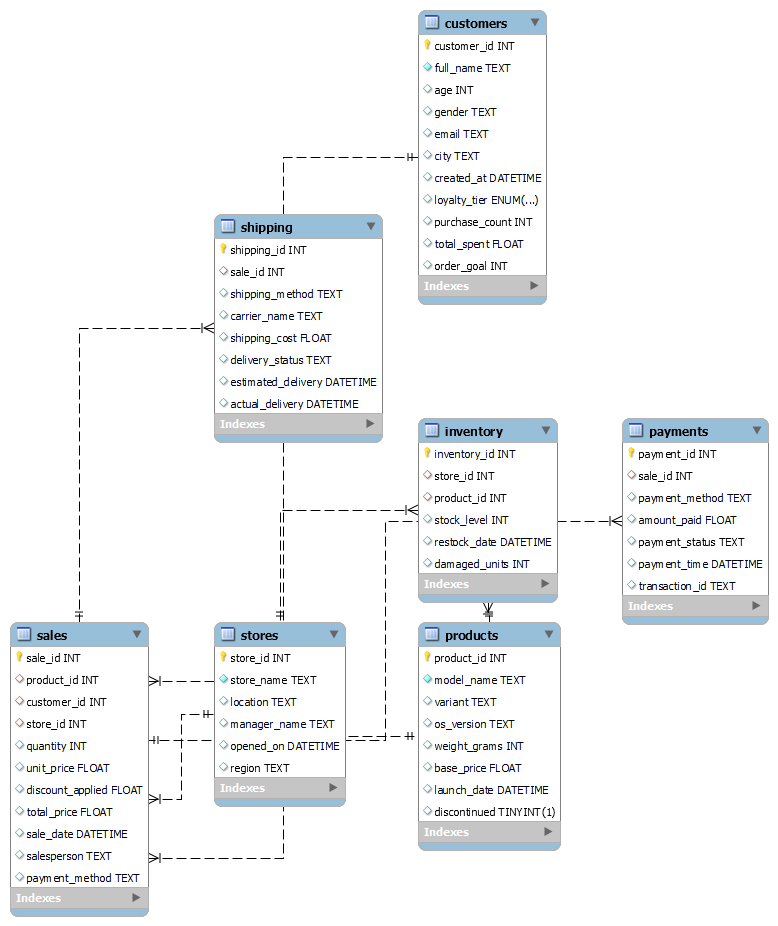 customers
customer_id INT
full_name TEXT
age INT
gender TEXT
email TEXT
city TEXT
created_at DATETIME
loyalty_tier ENUM(...)
purchase_count INT
total_spent FLOAT
order_goal INT
Indexes
shipping
shipping_id INT
sale_id INT
shipping_method TEXT
carrier_name TEXT
shipping_cost FLOAT
delivery_status TEXT
estimated_delivery DATETIME
actual_delivery DATETIME
Indexes
inventory
inventory_id INT
store_id INT
product_id INT
stock_level INT
restock_date DATETIME
damaged_units INT
Indexes
payments
payment_id INT
sale_id INT
payment_method TEXT
amount_paid FLOAT
payment_status TEXT
payment_time DATETIME
transaction_id TEXT
Indexes
sales
sale_id INT
product_id INT
customer_id INT
store_id INT
quantity INT
unit_price FLOAT
discount_applied FLOAT
total_price FLOAT
sale_date DATETIME
salesperson TEXT
payment_method TEXT
Indexes
stores
store_id INT
store_name TEXT
location TEXT
manager_name TEXT
opened_on DATETIME
region TEXT
Indexes
products
product_id INT
model_name TEXT
variant TEXT
os_version TEXT
weight_grams INT
base_price FLOAT
launch_date DATETIME
discontinued TINYINT(1)
Indexes